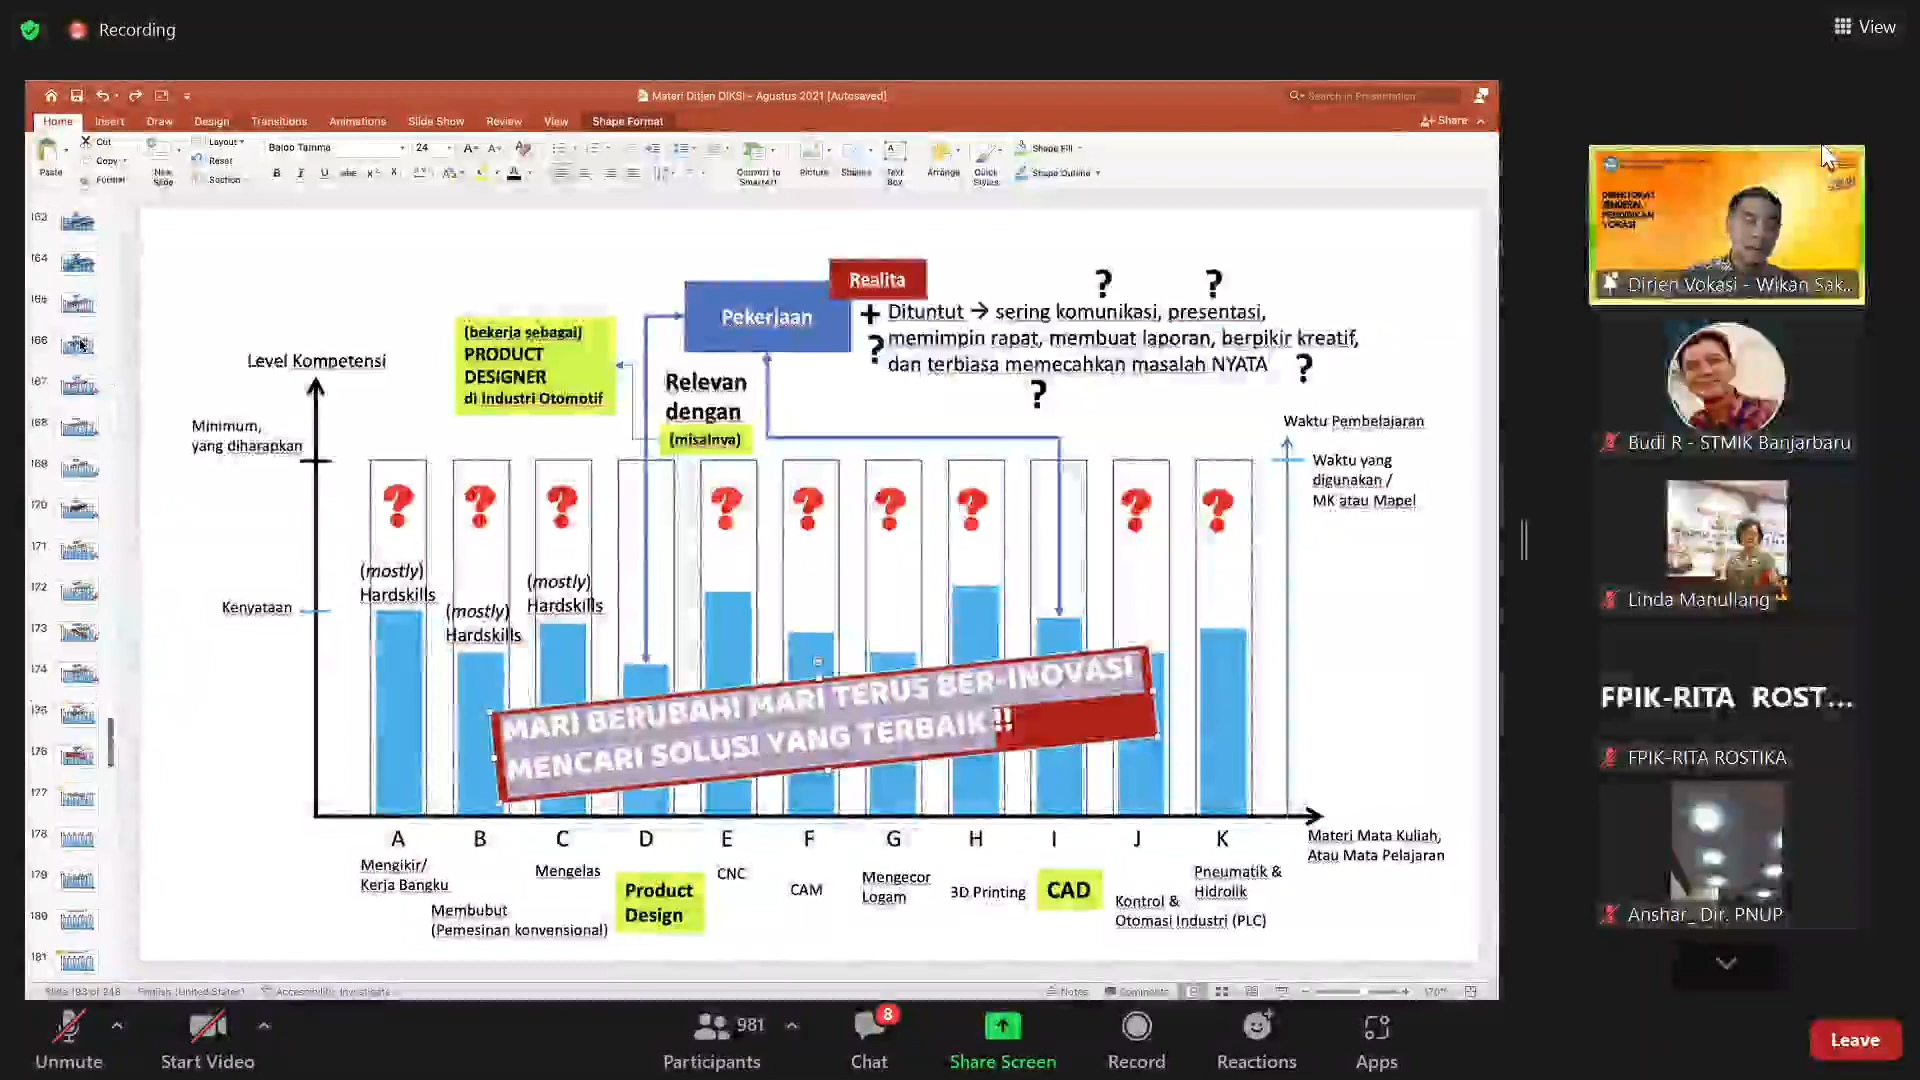 Recording
View
Materi Ditjen DIKSI – Agustus 2021 [Autosaved]
Search in Presentation
Home Insert Draw Design Transitions Animations Slide Show Review View Shape Format
Share
Cut
Copy
Format
Paste
New Slide
Layout
Reset
Section
Baloo Tamma
24
Convert to SmartArt
Picture
Shapes
Text Box
Arrange
Quick Styles
Shape Fill
Shape Outline
163
164
165
166
167
168
169
170
171
172
173
174
175
176
177
178
179
180
181
Realita
Pekerjaan
+ Dituntut → sering komunikasi, presentasi,
memimpin rapat, membuat laporan, berpikir kreatif,
dan terbiasa memecahkan masalah NYATA
? ? ? ? ?
(bekerja sebagai)
PRODUCT
DESIGNER
di Industri Otomotif
Relevan
dengan
(misalnya)
Level Kompetensi
Minimum,
yang diharapkan
Kenyataan
Waktu Pembelajaran
Waktu yang
digunakan /
MK atau Mapel
? ? ? ? ? ? ? ? ?
(mostly)
Hardskills
(mostly)
Hardskills
(mostly)
Hardskills
MARI BERUBAH! MARI TERUS BER-INOVASI
MENCARI SOLUSI YANG TERBAIK !!
A B C D E F G H I J K
Mengikir/
Kerja Bangku
Membubut
(Pemesinan konvensional)
Mengelas
Product
Design
CNC
CAM
Mengecor
Logam
3D Printing
CAD
Kontrol &
Otomasi Industri (PLC)
Pneumatik &
Hidrolik
Materi Mata Kuliah,
Atau Mata Pelajaran
Slide 193 of 248
English (United States)
Accessibility: Investigate
Notes
Comments
170%
DIREKTORAT
JENDERAL
PENDIDIKAN
VOKASI
Dirjen Vokasi - Wikan Sak...
Budi R - STMIK Banjarbaru
Linda Manullang
FPIK-RITA ROST...
FPIK-RITA ROSTIKA
Anshar_ Dir. PNUP
Unmute
Start Video
981
Participants
8
Chat
Share Screen
Record
Reactions
Apps
Leave